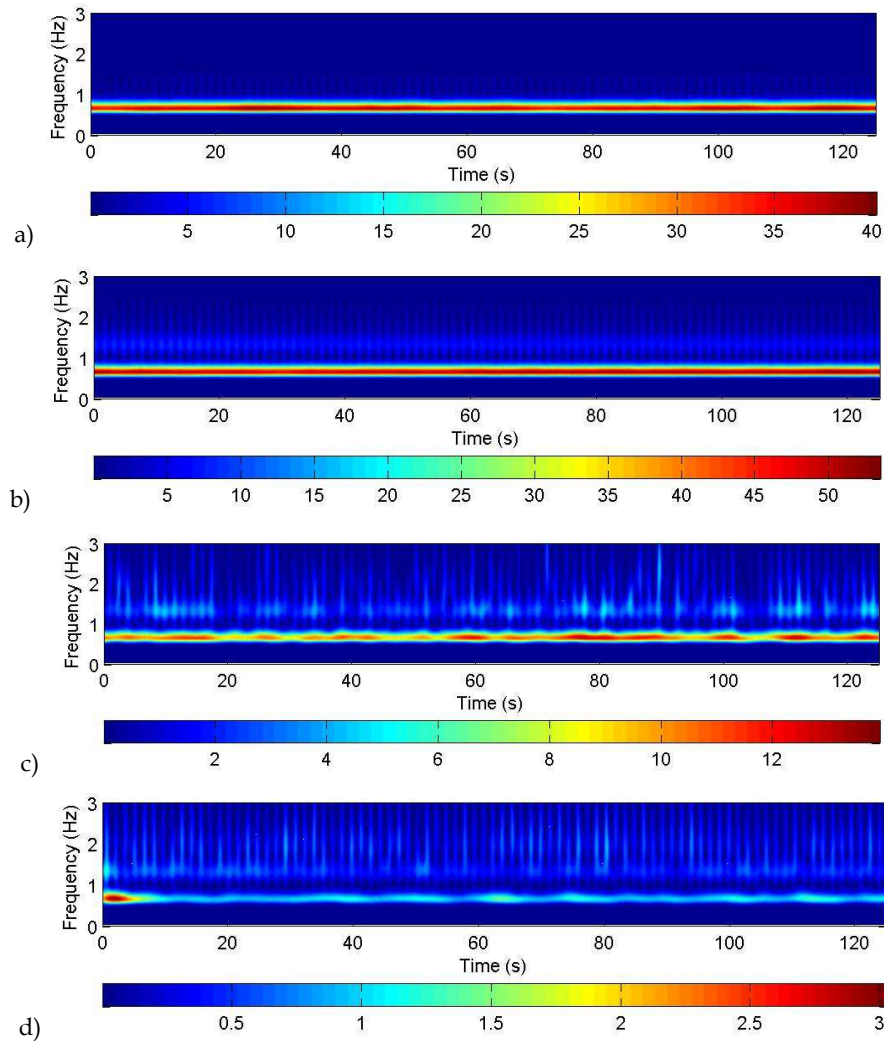 3
2
1
0
Frequency (Hz)
0 20 40 60 80 100 120
Time (s)
5 10 15 20 25 30 35 40
a)
3
2
1
0
Frequency (Hz)
0 20 40 60 80 100 120
Time (s)
5 10 15 20 25 30 35 40 45 50
b)
3
2
1
0
Frequency (Hz)
0 20 40 60 80 100 120
Time (s)
2 4 6 8 10 12
c)
3
2
1
0
Frequency (Hz)
0 20 40 60 80 100 120
Time (s)
0.5 1 1.5 2 2.5 3
d)